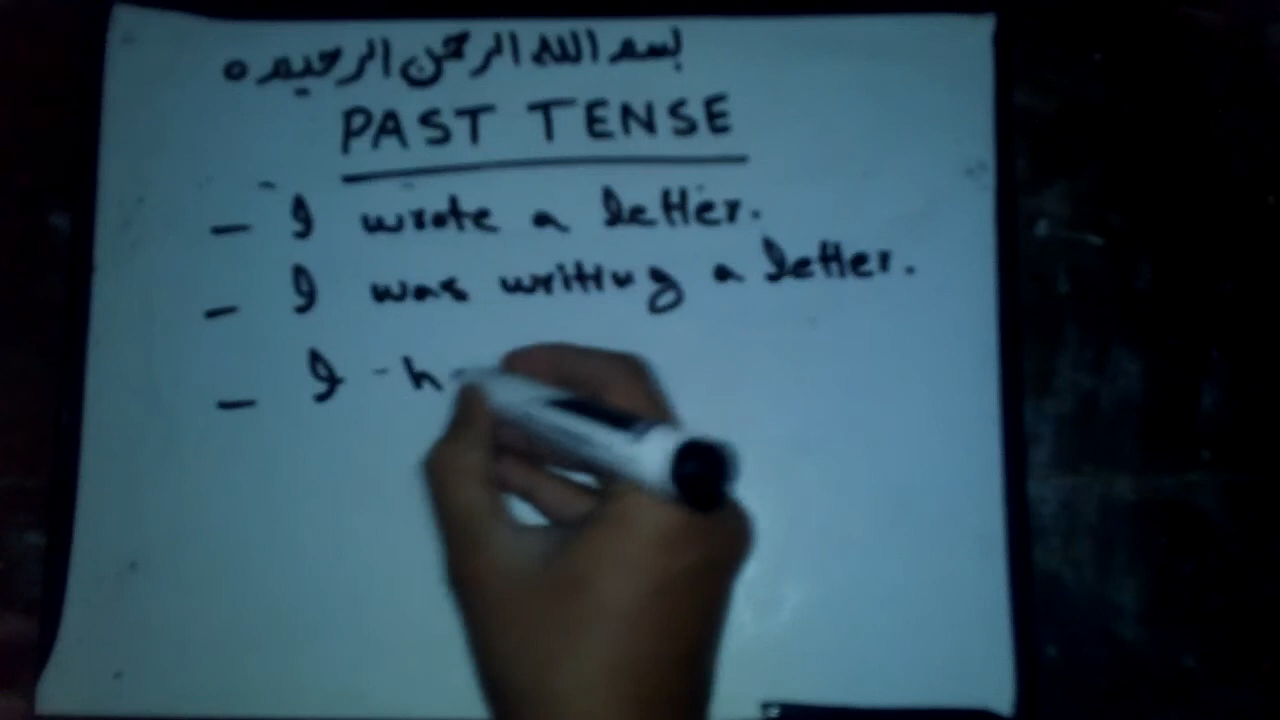 بسم الله الرحمن الرحيم ه
PAST TENSE
- I wrote a letter.
- I was writing a letter.
- I